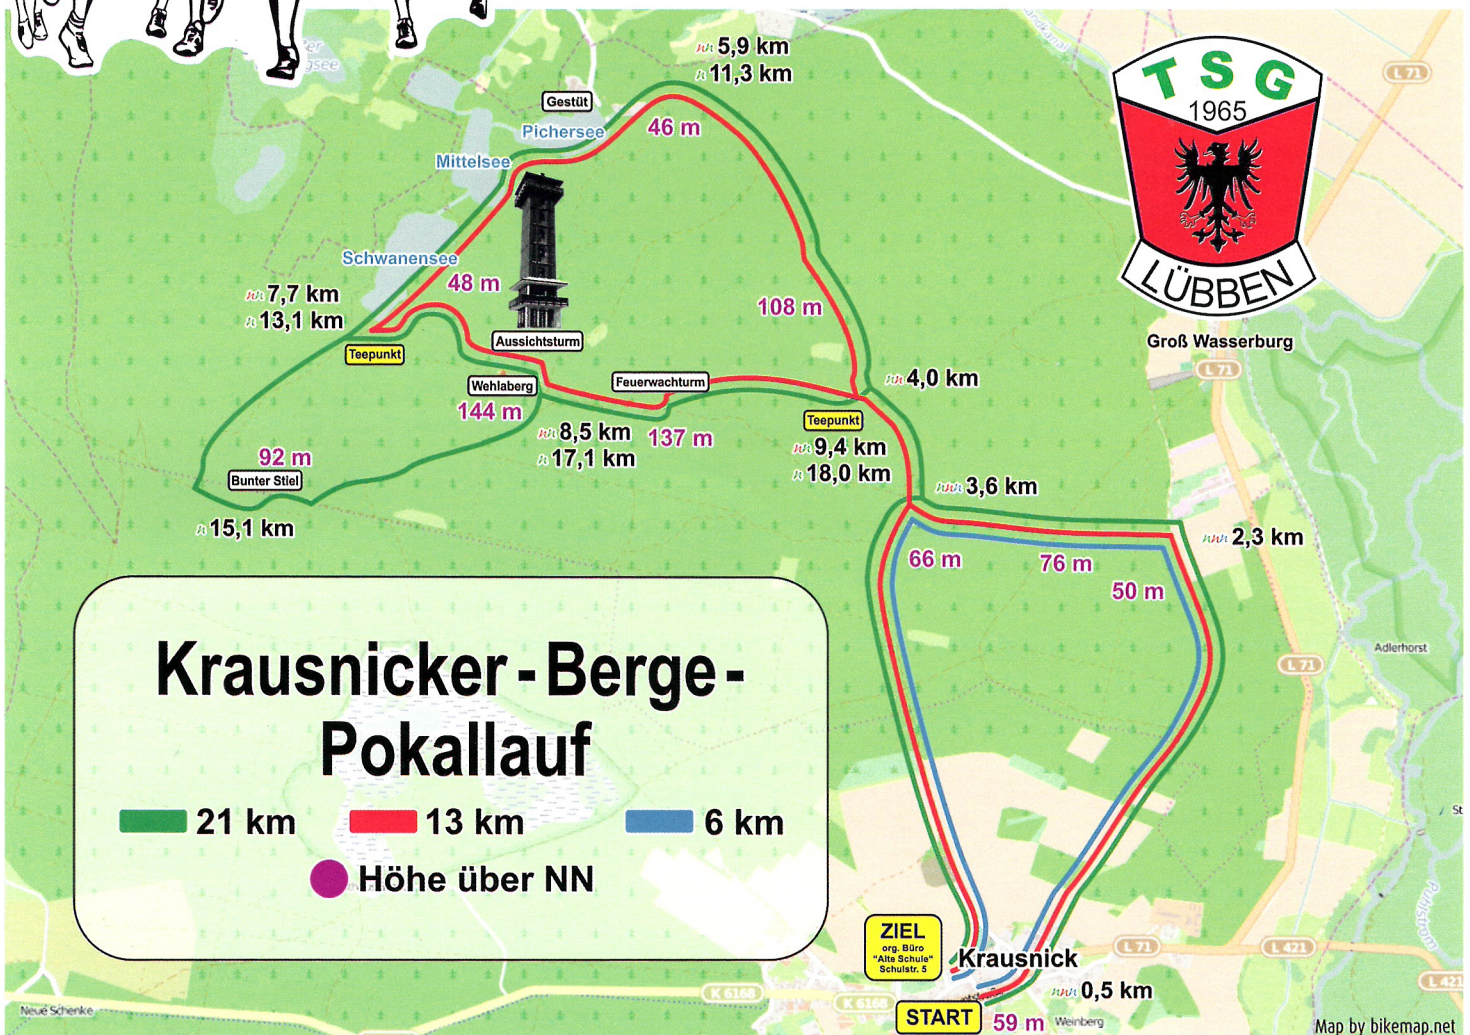 5,9 km
11,3 km
L 71
TSG
1965
LÜBBEN
Gestüt
Pichersee
46 m
Mittelsee
Schwanensee
48 m
7,7 km
13,1 km
108 m
Teepunkt
Aussichtsturm
Groß Wasserburg
L 71
Wehlaberg
Feuerwachturm
4,0 km
144 m
Teepunkt
8,5 km
137 m
17,1 km
9,4 km
18,0 km
92 m
Bunter Stiel
15,1 km
3,6 km
2,3 km
66 m
76 m
50 m
Krausnicker-Berge-
Pokallauf
21 km
13 km
6 km
Höhe über NN
Adlerhorst
L 71
ZIEL
org. Büro
"Alte Schule"
Schulstr. 5
Krausnick
L 71
L 421
L 421
K 6168
K 6168
0,5 km
START
59 m
Weinberg
Neue Schenke
Map by bikemap.net